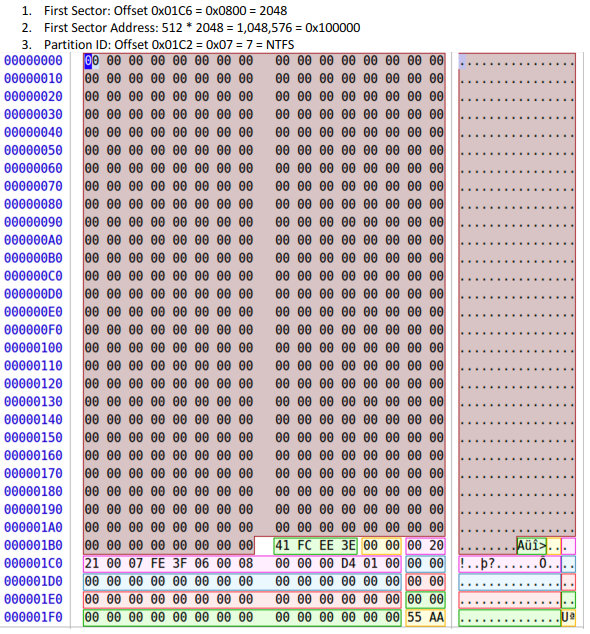 1. First Sector: Offset 0x01C6 = 0x0800 = 2048
2. First Sector Address: 512 * 2048 = 1,048,576 = 0x100000
3. Partition ID: Offset 0x01C2 = 0x07 = 7 = NTFS
00000000 00 00 00 00 00 00 00 00 00 00 00 00 00 00 00 00 ................
00000010 00 00 00 00 00 00 00 00 00 00 00 00 00 00 00 00 ................
00000020 00 00 00 00 00 00 00 00 00 00 00 00 00 00 00 00 ................
00000030 00 00 00 00 00 00 00 00 00 00 00 00 00 00 00 00 ................
00000040 00 00 00 00 00 00 00 00 00 00 00 00 00 00 00 00 ................
00000050 00 00 00 00 00 00 00 00 00 00 00 00 00 00 00 00 ................
00000060 00 00 00 00 00 00 00 00 00 00 00 00 00 00 00 00 ................
00000070 00 00 00 00 00 00 00 00 00 00 00 00 00 00 00 00 ................
00000080 00 00 00 00 00 00 00 00 00 00 00 00 00 00 00 00 ................
00000090 00 00 00 00 00 00 00 00 00 00 00 00 00 00 00 00 ................
000000A0 00 00 00 00 00 00 00 00 00 00 00 00 00 00 00 00 ................
000000B0 00 00 00 00 00 00 00 00 00 00 00 00 00 00 00 00 ................
000000C0 00 00 00 00 00 00 00 00 00 00 00 00 00 00 00 00 ................
000000D0 00 00 00 00 00 00 00 00 00 00 00 00 00 00 00 00 ................
000000E0 00 00 00 00 00 00 00 00 00 00 00 00 00 00 00 00 ................
000000F0 00 00 00 00 00 00 00 00 00 00 00 00 00 00 00 00 ................
00000100 00 00 00 00 00 00 00 00 00 00 00 00 00 00 00 00 ................
00000110 00 00 00 00 00 00 00 00 00 00 00 00 00 00 00 00 ................
00000120 00 00 00 00 00 00 00 00 00 00 00 00 00 00 00 00 ................
00000130 00 00 00 00 00 00 00 00 00 00 00 00 00 00 00 00 ................
00000140 00 00 00 00 00 00 00 00 00 00 00 00 00 00 00 00 ................
00000150 00 00 00 00 00 00 00 00 00 00 00 00 00 00 00 00 ................
00000160 00 00 00 00 00 00 00 00 00 00 00 00 00 00 00 00 ................
00000170 00 00 00 00 00 00 00 00 00 00 00 00 00 00 00 00 ................
00000180 00 00 00 00 00 00 00 00 00 00 00 00 00 00 00 00 ................
00000190 00 00 00 00 00 00 00 00 00 00 00 00 00 00 00 00 ................
000001A0 00 00 00 00 00 00 00 00 00 00 00 00 00 00 00 00 ................
000001B0 00 00 00 00 00 00 00 00 41 FC EE 3E 00 00 00 20 ........Aüî>... 
000001C0 21 00 07 FE 3F 06 00 08 00 00 00 D4 01 00 00 00 !..þ?......Ô....
000001D0 00 00 00 00 00 00 00 00 00 00 00 00 00 00 00 00 ................
000001E0 00 00 00 00 00 00 00 00 00 00 00 00 00 00 00 00 ................
000001F0 00 00 00 00 00 00 00 00 00 00 00 00 00 00 55 AA ..............Uª